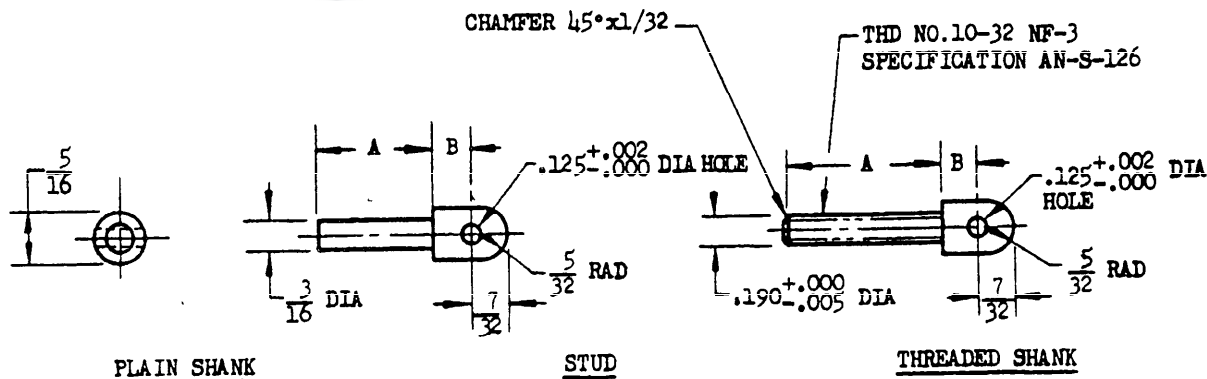 CHAMFER 45°x1/32
THD NO.10-32 NF-3
SPECIFICATION AN-S-126
5/16
A
B
.125+.002-.000 DIA HOLE
3/16 DIA
5/32 RAD
7/32
A
B
.125+.002-.000 DIA
HOLE
.190+.000-.005 DIA
5/32 RAD
7/32
PLAIN SHANK
STUD
THREADED SHANK